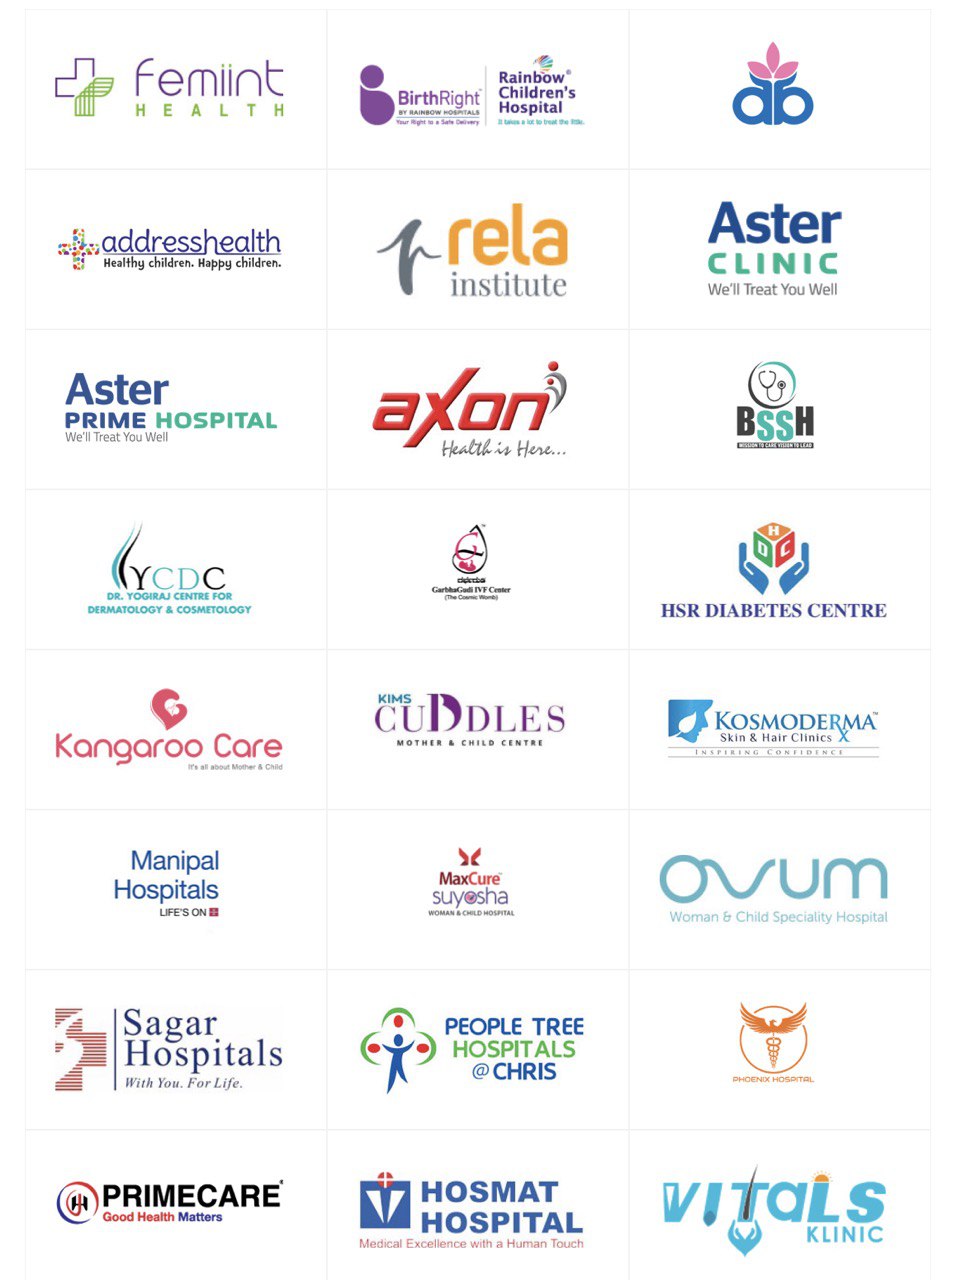 femiint
HEALTH
BirthRight™
BY RAINBOW HOSPITALS
Your Right to a Safe Delivery
Rainbow®
Children's
Hospital
It takes a lot to treat the little.
ab
addresshealth
Healthy children. Happy children.
rela
institute
Aster
CLINIC
We'll Treat You Well
Aster
PRIME HOSPITAL
We'll Treat You Well
axon
Health is Here...
BSSH
MISSION TO CARE VISION TO LEAD
YCDC
DR. YOGIRAJ CENTRE FOR
DERMATOLOGY & COSMETOLOGY
GarbhaGudi IVF Center
(The Cosmic Womb)
H
D C
HSR DIABETES CENTRE
Kangaroo Care
It's all about Mother & Child
KIMS
CUDDLES
MOTHER & CHILD CENTRE
KOSMODERMA™
Skin & Hair Clinics
INSPIRING CONFIDENCE
Manipal
Hospitals
LIFE'S ON
MaxCure™
suyosha
WOMAN & CHILD HOSPITAL
ovum
Woman & Child Speciality Hospital
Sagar
Hospitals
With You. For Life.
PEOPLE TREE
HOSPITALS
@ CHRIS
PHOENIX HOSPITAL
PRIMECARE
Good Health Matters
HOSMAT
HOSPITAL
Medical Excellence with a Human Touch
VITALS
KLINIC